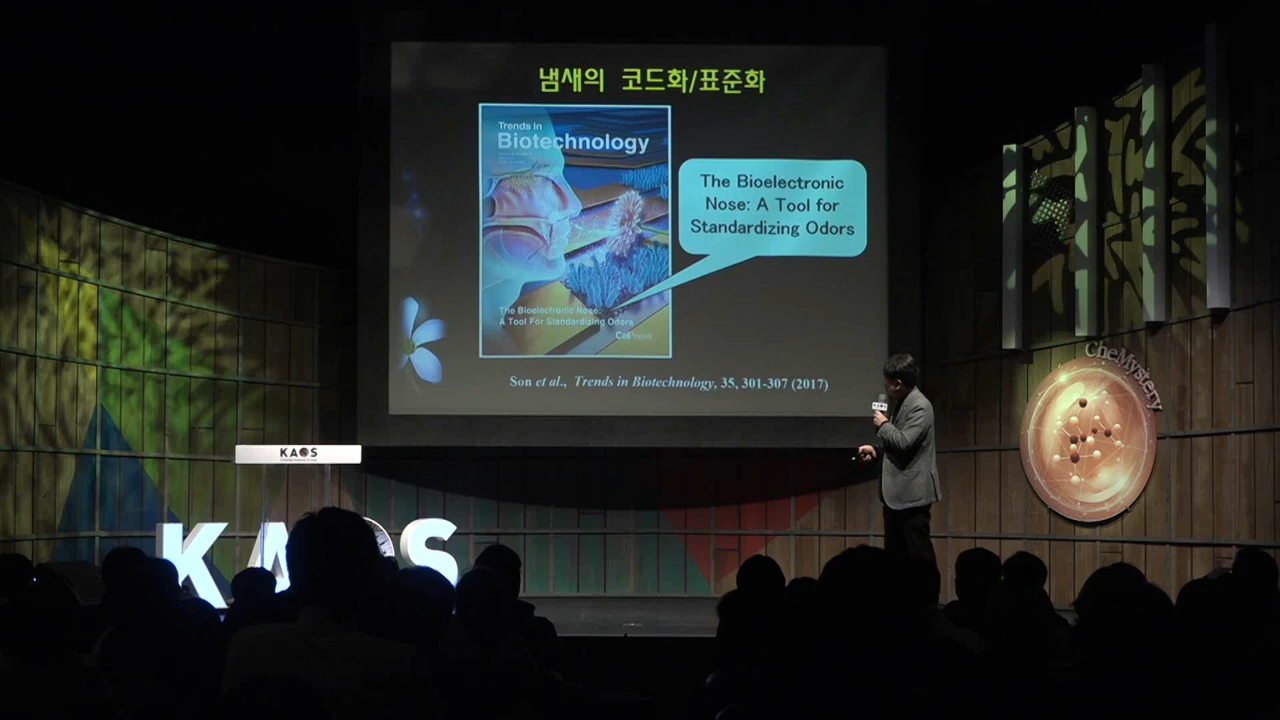 냄새의 코드화/표준화
Trends in
Biotechnology
The Bioelectronic
Nose: A Tool for
Standardizing Odors
The Bioelectronic Nose:
A Tool For Standardizing Odors
CellPress
Son et al., Trends in Biotechnology, 35, 301-307 (2017)
CheMystery
KAOS
KAOS